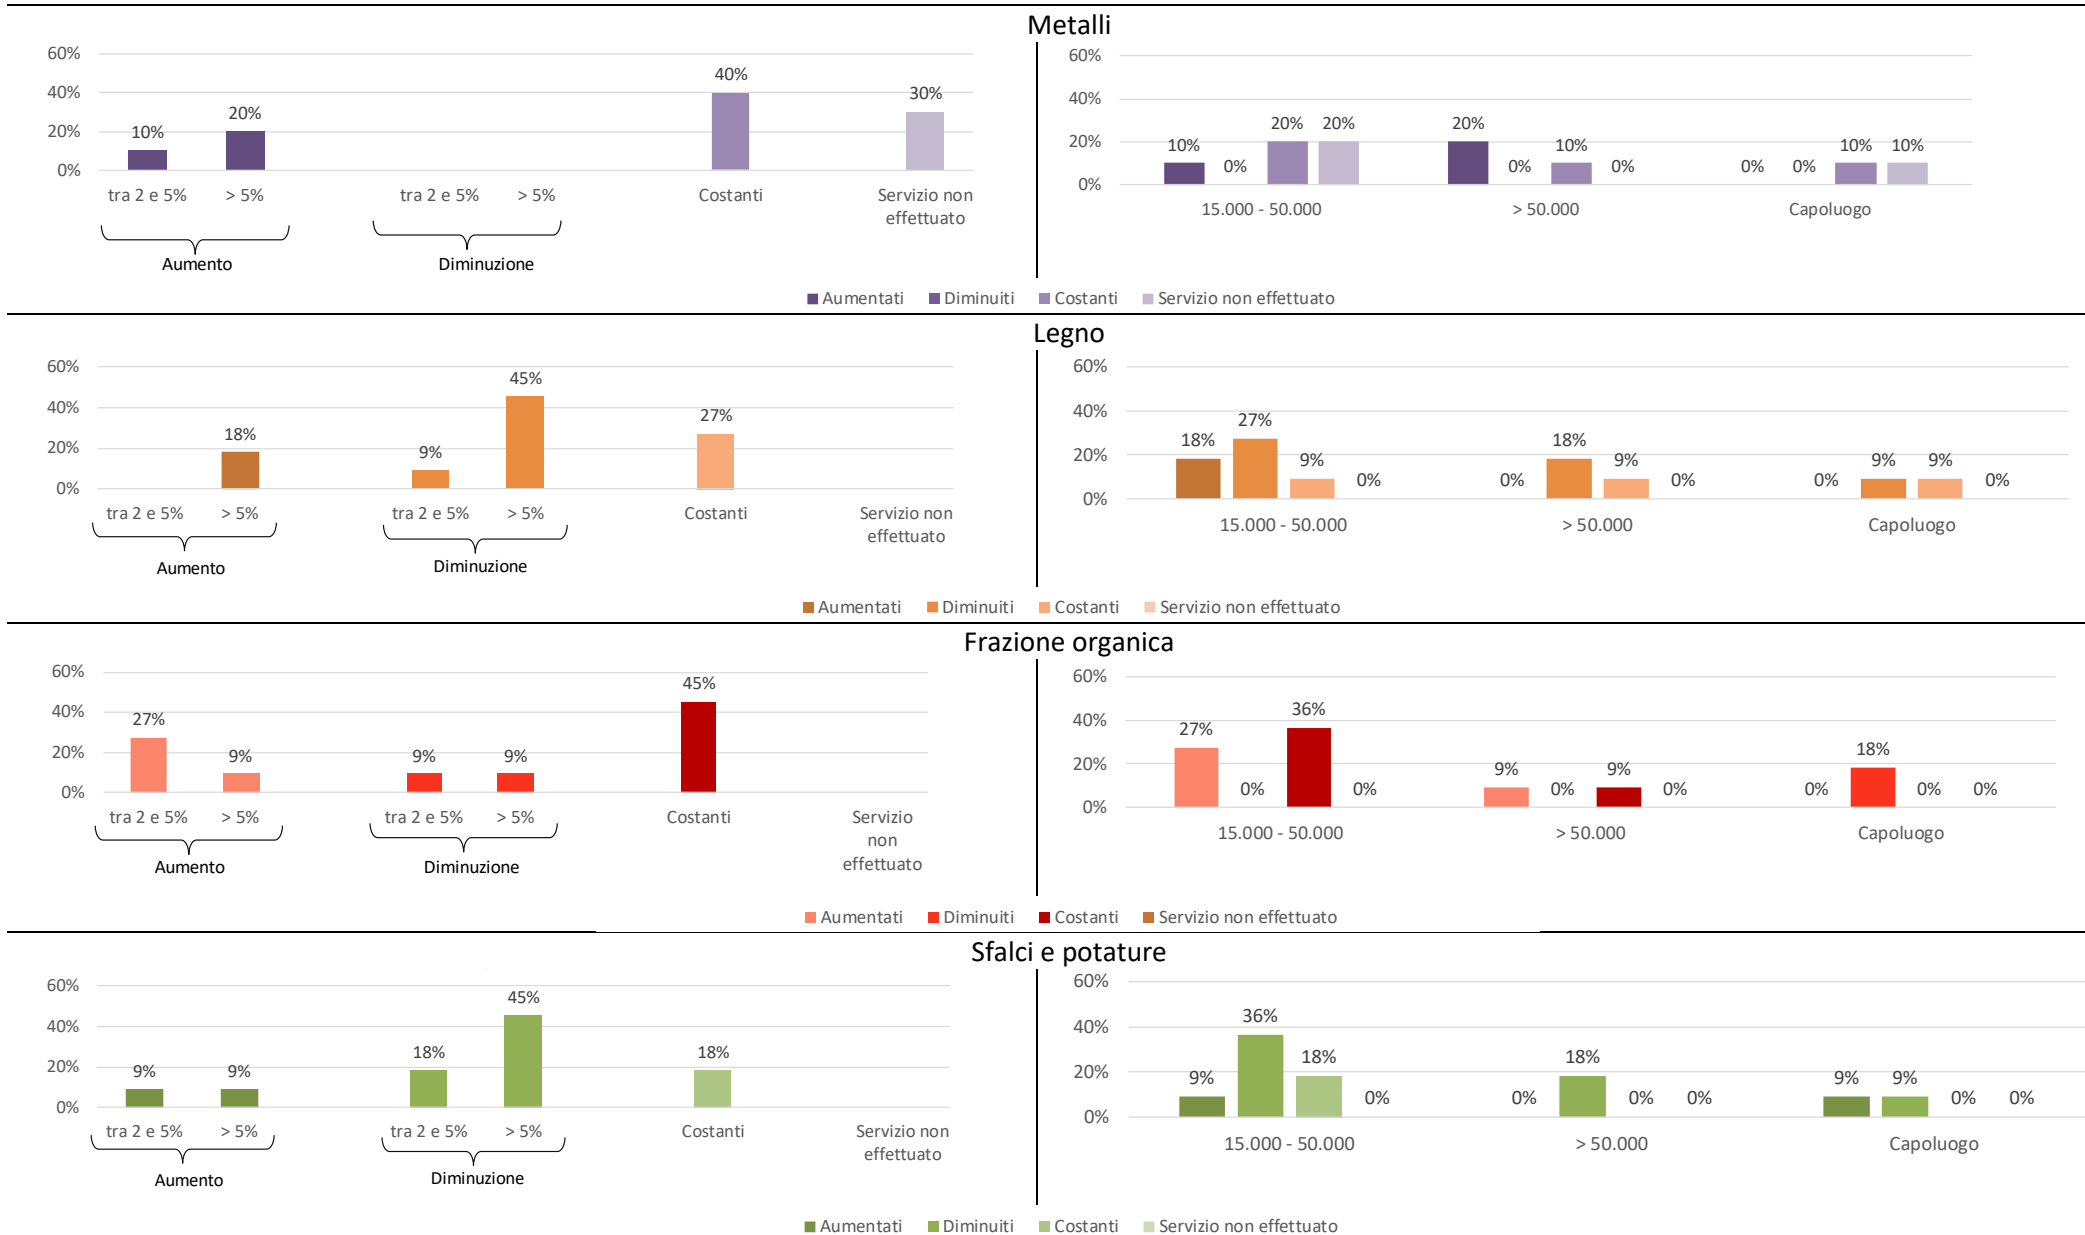 Metalli
60%
40%
20%
0%
10%
20%
40%
30%
tra 2 e 5%
> 5%
tra 2 e 5%
> 5%
Costanti
Servizio non
effettuato
Aumento
Diminuzione
60%
40%
20%
0%
10%
0%
20%
20%
20%
0%
10%
0%
0%
0%
10%
10%
15.000 - 50.000
> 50.000
Capoluogo
Aumentati
Diminuiti
Costanti
Servizio non effettuato
Legno
60%
40%
20%
0%
18%
9%
45%
27%
tra 2 e 5%
> 5%
tra 2 e 5%
> 5%
Costanti
Servizio non
effettuato
Aumento
Diminuzione
60%
40%
20%
0%
18%
27%
9%
0%
0%
18%
9%
0%
0%
9%
9%
0%
15.000 - 50.000
> 50.000
Capoluogo
Aumentati
Diminuiti
Costanti
Servizio non effettuato
Frazione organica
60%
40%
20%
0%
27%
9%
9%
9%
45%
tra 2 e 5%
> 5%
tra 2 e 5%
> 5%
Costanti
Servizio
non
effettuato
Aumento
Diminuzione
60%
40%
20%
0%
27%
0%
36%
0%
9%
0%
9%
0%
0%
18%
0%
0%
15.000 - 50.000
> 50.000
Capoluogo
Aumentati
Diminuiti
Costanti
Servizio non effettuato
Sfalci e potature
60%
40%
20%
0%
9%
9%
18%
45%
18%
tra 2 e 5%
> 5%
tra 2 e 5%
> 5%
Costanti
Servizio non
effettuato
Aumento
Diminuzione
60%
40%
20%
0%
9%
36%
18%
0%
0%
18%
0%
0%
9%
9%
0%
0%
15.000 - 50.000
> 50.000
Capoluogo
Aumentati
Diminuiti
Costanti
Servizio non effettuato